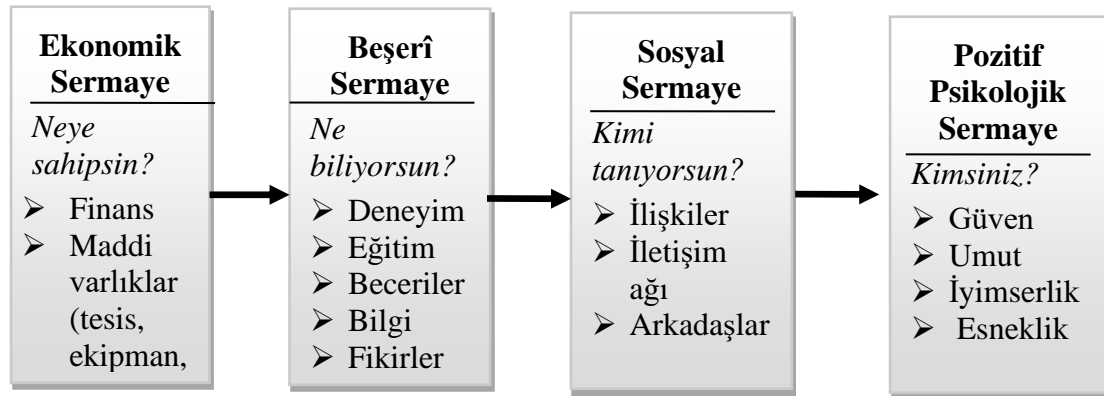 Ekonomik
Sermaye
Neye
sahipsin?
➢ Finans
➢ Maddi
varlıklar
(tesis,
ekipman,
Beşerî
Sermaye
Ne
biliyorsun?
➢ Deneyim
➢ Eğitim
➢ Beceriler
➢ Bilgi
➢ Fikirler
Sosyal
Sermaye
Kimi
tanıyorsun?
➢ İlişkiler
➢ İletişim
ağı
➢ Arkadaşlar
Pozitif
Psikolojik
Sermaye
Kimsiniz?
➢ Güven
➢ Umut
➢ İyimserlik
➢ Esneklik